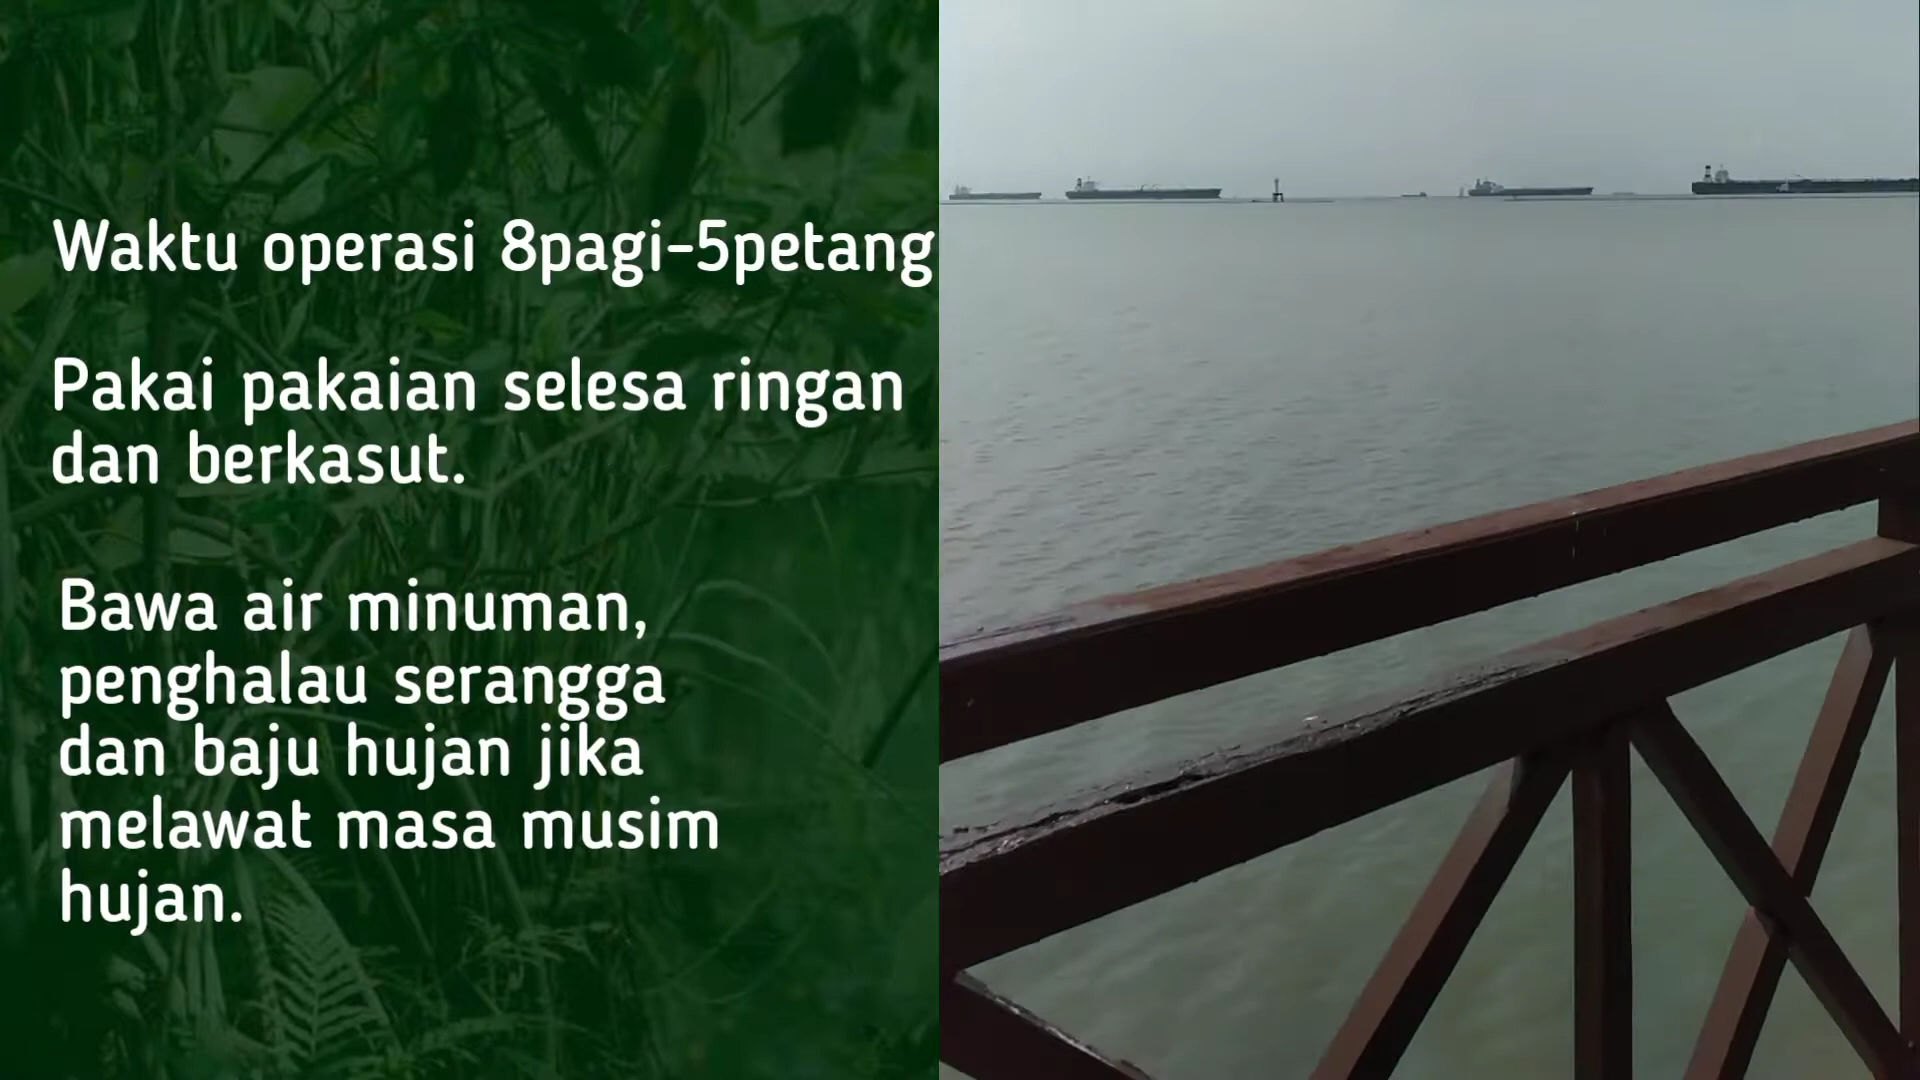 Waktu operasi 8pagi-5petang
Pakai pakaian selesa ringan
dan berkasut.
Bawa air minuman,
penghalau serangga
dan baju hujan jika
melawat masa musim
hujan.